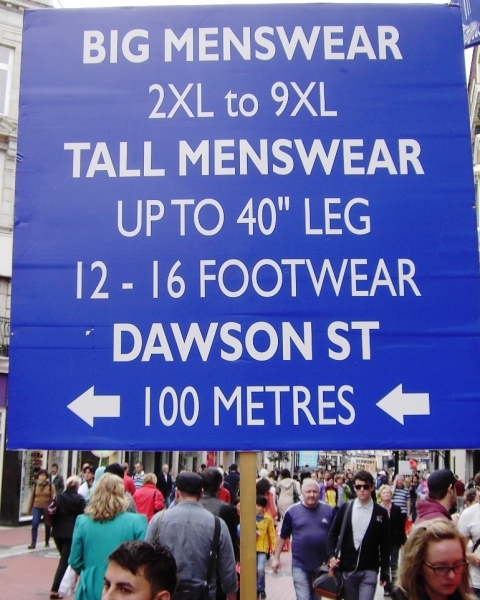 BIG MENSWEAR
2XL to 9XL
TALL MENSWEAR
UP TO 40" LEG
12 - 16 FOOTWEAR
DAWSON ST
100 METRES